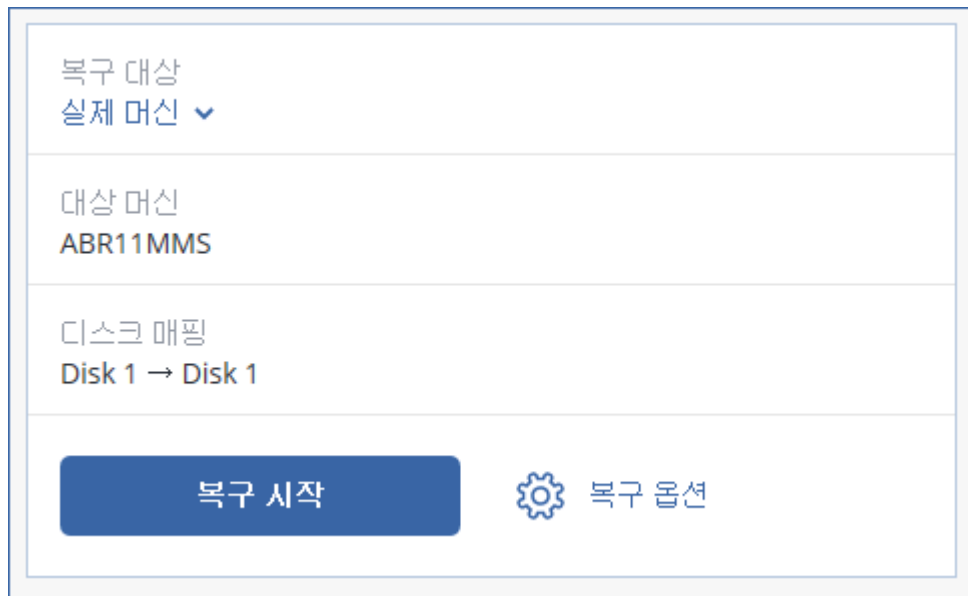 복구 대상
실제 머신
대상 머신
ABR11MMS
디스크 매핑
Disk 1 → Disk 1
복구 시작
복구 옵션